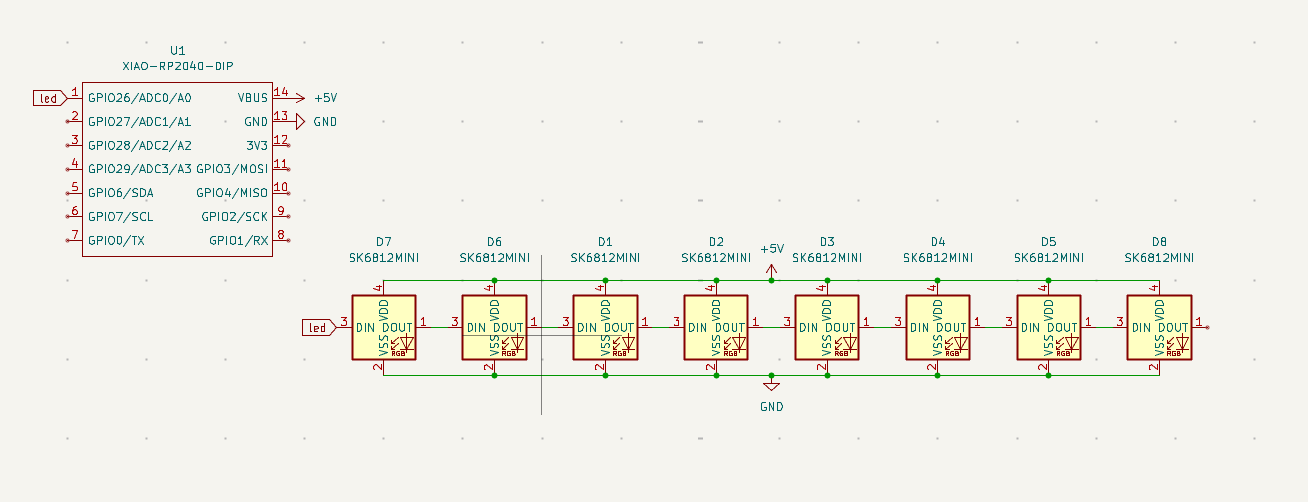 U1
XIAO-RP2040-DIP
led 1 GPIO26/ADC0/A0 VBUS 14 +5V
2 GPIO27/ADC1/A1 GND 13 GND
3 GPIO28/ADC2/A2 3V3 12
4 GPIO29/ADC3/A3 GPIO3/MOSI 11
5 GPIO6/SDA GPIO4/MISO 10
6 GPIO7/SCL GPIO2/SCK 9
7 GPIO0/TX GPIO1/RX 8
D7 D6 D1 D2 +5V D3 D4 D5 D8
SK6812MINI SK6812MINI SK6812MINI SK6812MINI SK6812MINI SK6812MINI SK6812MINI SK6812MINI
4 4 4 4 4 4 4 4
VDD VDD VDD VDD VDD VDD VDD VDD
led 3 DIN DOUT 1 3 DIN DOUT 1 3 DIN DOUT 1 3 DIN DOUT 1 3 DIN DOUT 1 3 DIN DOUT 1 3 DIN DOUT 1 3 DIN DOUT 1
VSS RGB VSS RGB VSS RGB VSS RGB VSS RGB VSS RGB VSS RGB VSS RGB
2 2 2 2 2 2 2 2
GND